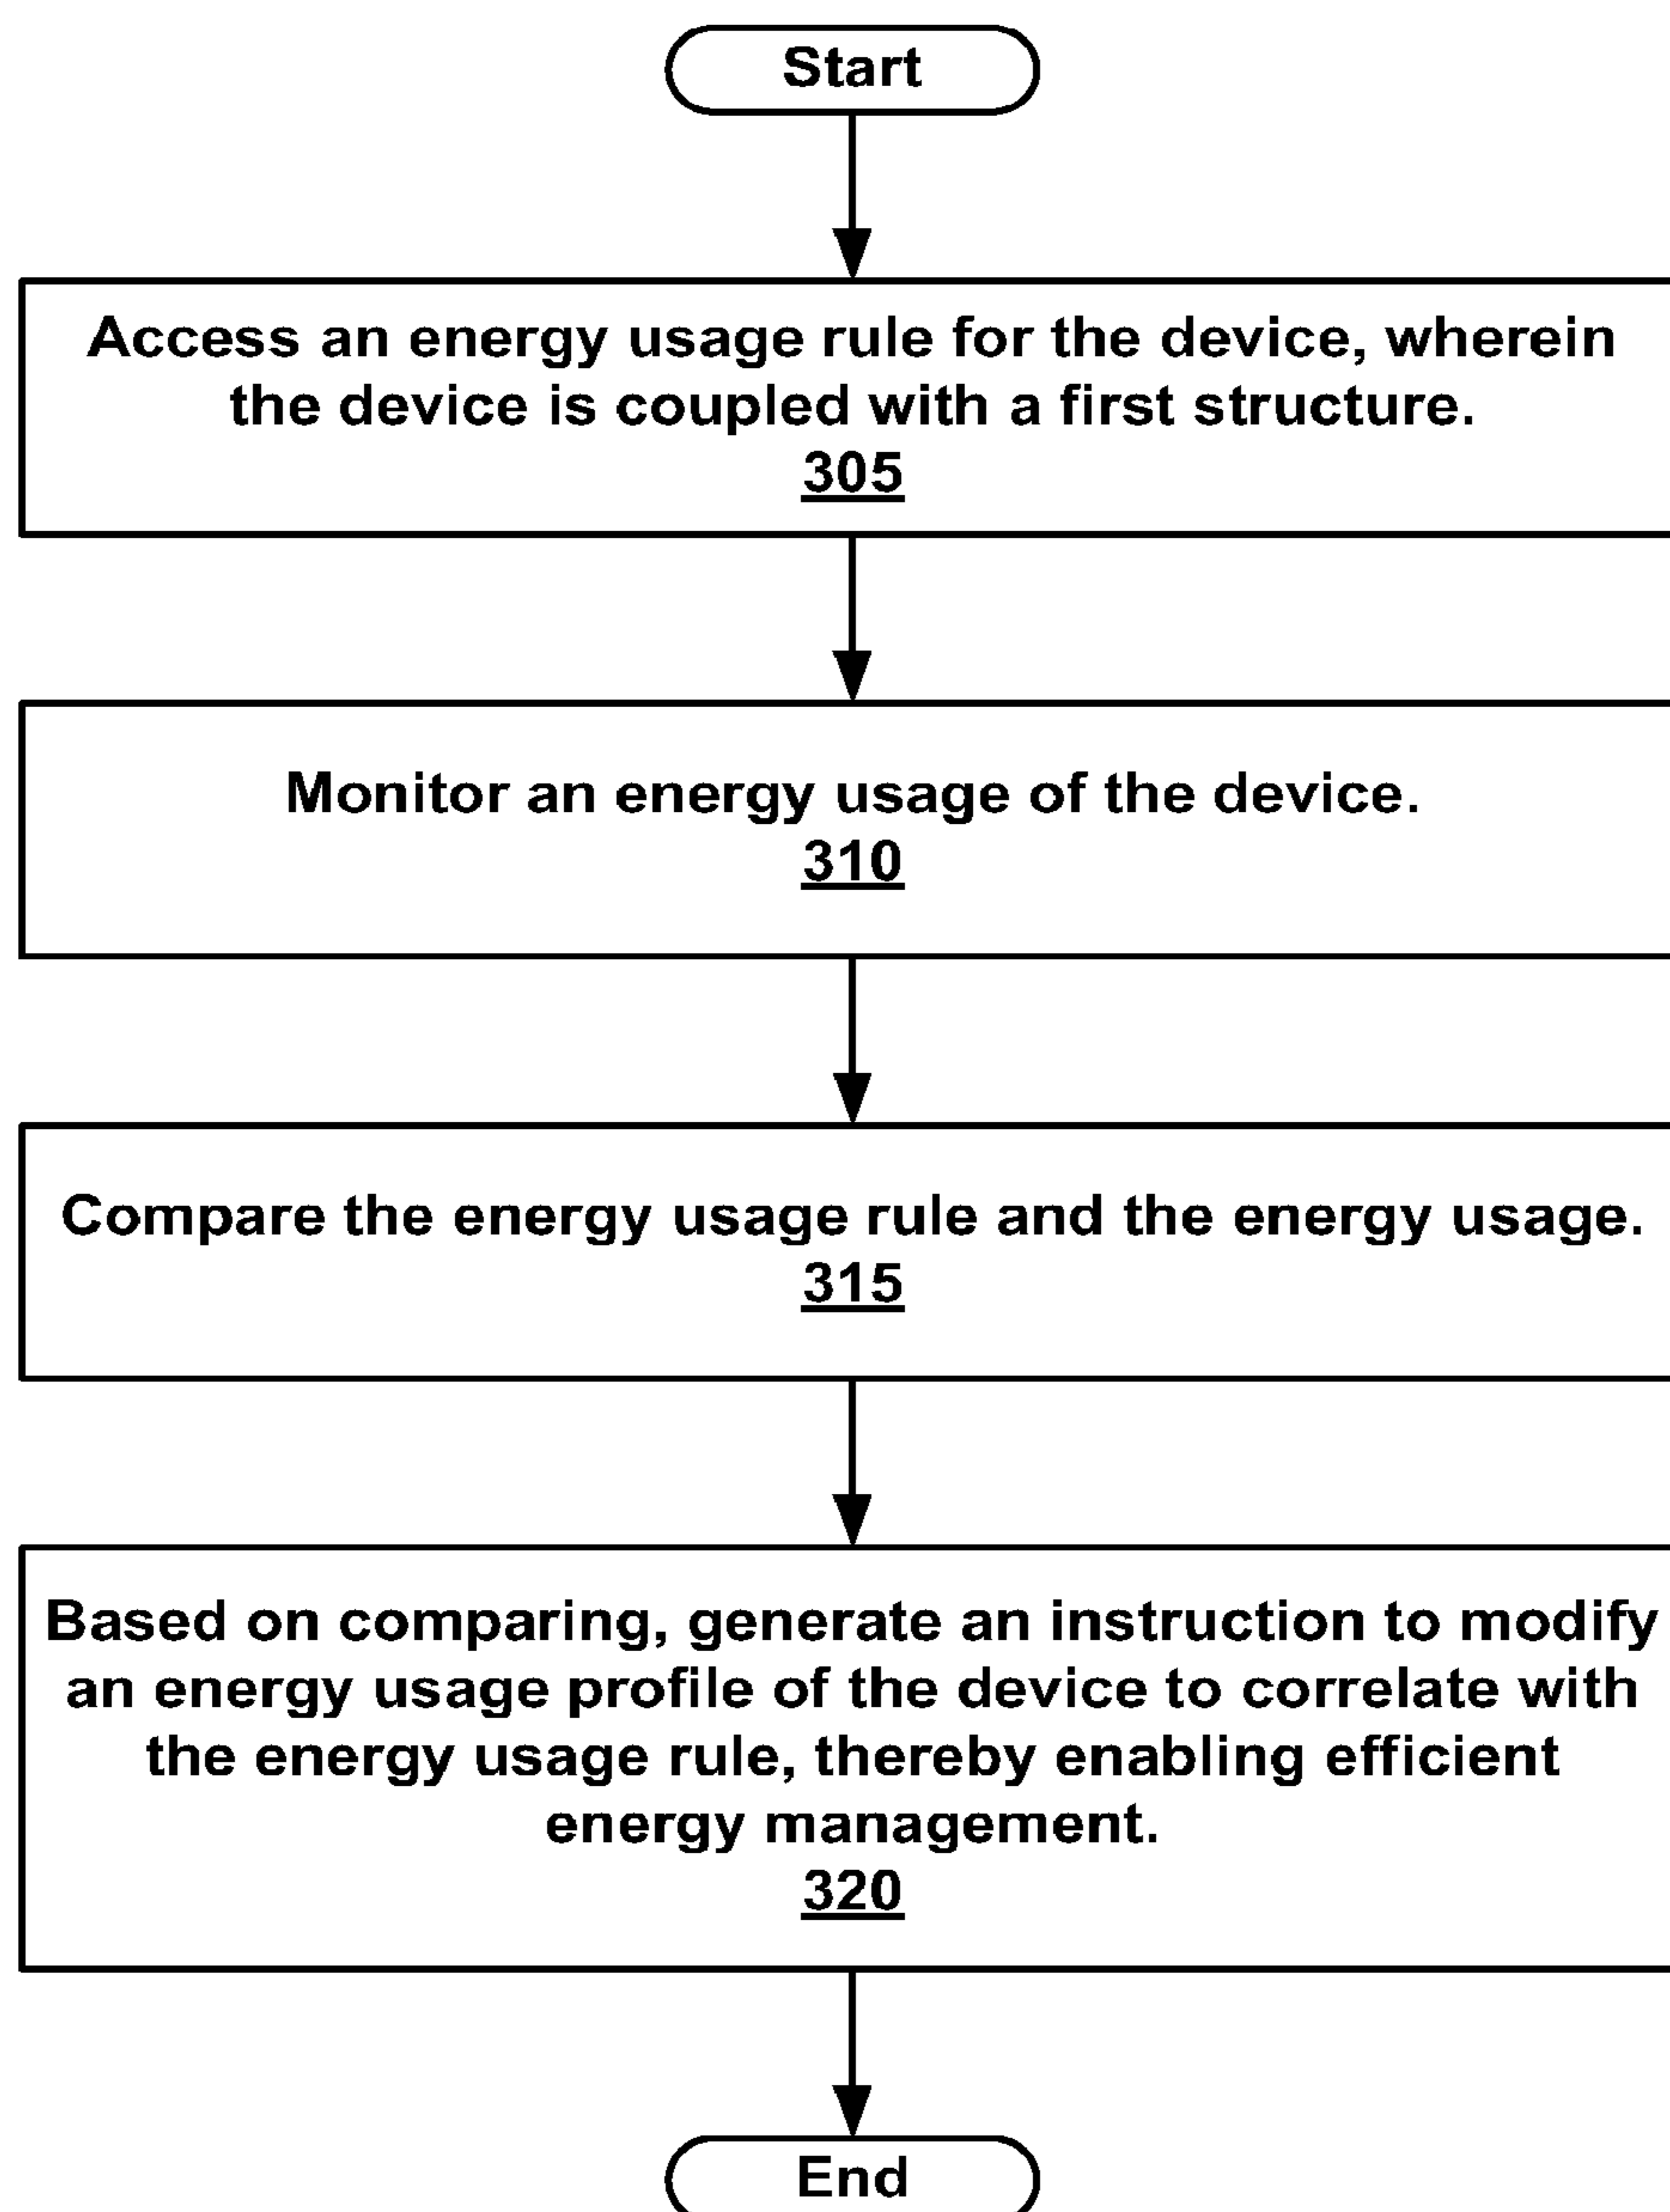 Start
Access an energy usage rule for the device, wherein
the device is coupled with a first structure.
305
Monitor an energy usage of the device.
310
Compare the energy usage rule and the energy usage.
315
Based on comparing, generate an instruction to modify
an energy usage profile of the device to correlate with
the energy usage rule, thereby enabling efficient
energy management.
320
End